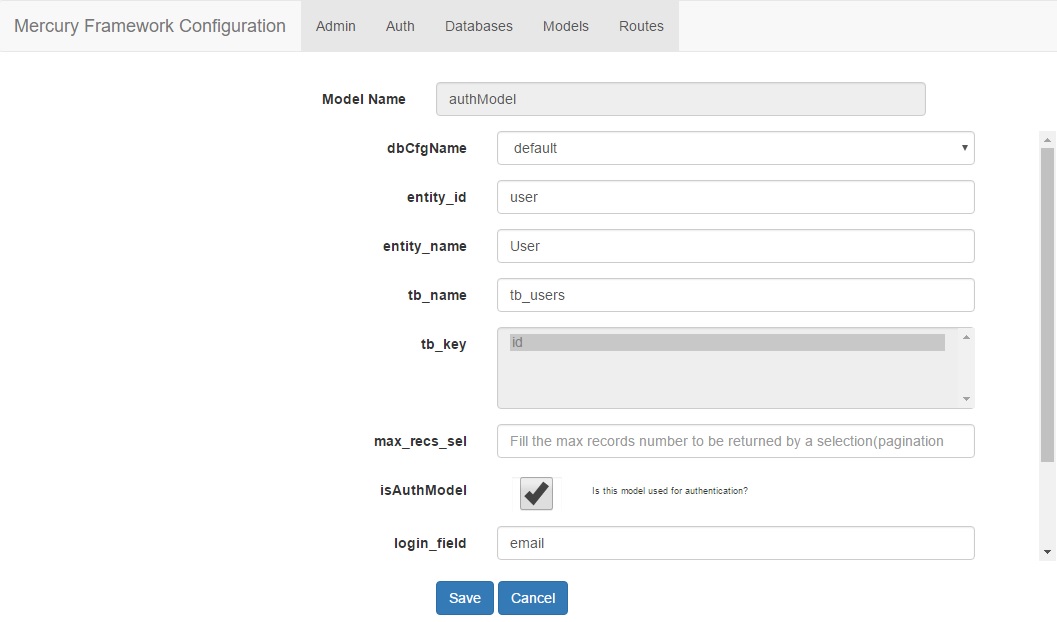 Mercury Framework Configuration Admin Auth Databases Models Routes
Model Name authModel
dbCfgName default
entity_id user
entity_name User
tb_name tb_users
tb_key id
max_recs_sel Fill the max records number to be returned by a selection(pagination
isAuthModel Is this model used for authentication?
login_field email
Save Cancel